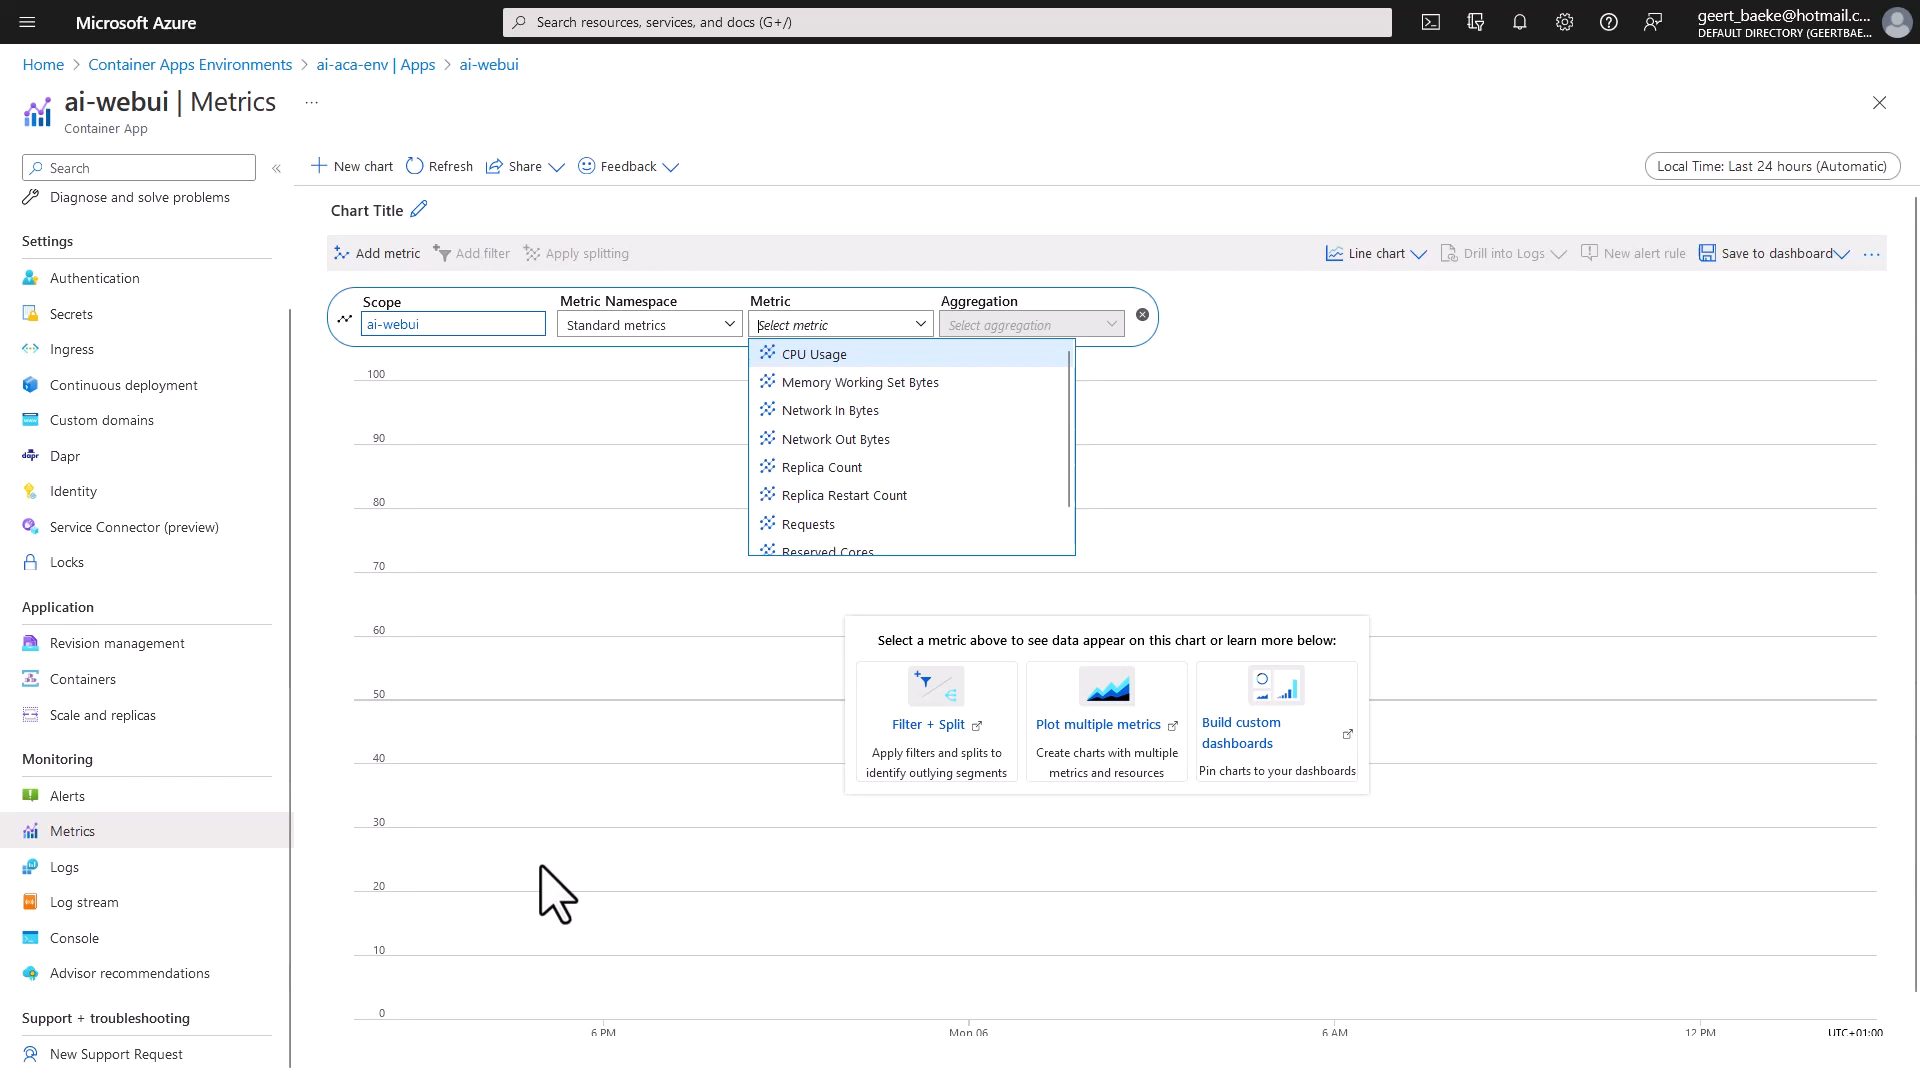 Microsoft Azure
Search resources, services, and docs (G+/)
geert_baeke@hotmail.c...
DEFAULT DIRECTORY (GEERTBAE...
Home > Container Apps Environments > ai-aca-env | Apps > ai-webui
ai-webui | Metrics ...
Container App
Search
«
New chart
Refresh
Share
Feedback
Local Time: Last 24 hours (Automatic)
Diagnose and solve problems
Settings
Authentication
Secrets
Ingress
Continuous deployment
Custom domains
dapr
Dapr
Identity
Service Connector (preview)
Locks
Application
Revision management
Containers
Scale and replicas
Monitoring
Alerts
Metrics
Logs
Log stream
Console
Advisor recommendations
Support + troubleshooting
New Support Request
Chart Title
Add metric
Add filter
Apply splitting
Line chart
Drill into Logs
New alert rule
Save to dashboard
...
Scope
Metric Namespace
Metric
Aggregation
ai-webui
Standard metrics
Select metric
Select aggregation
CPU Usage
Memory Working Set Bytes
Network In Bytes
Network Out Bytes
Replica Count
Replica Restart Count
Requests
Reserved Cores
100
90
80
70
60
50
40
30
20
10
0
Select a metric above to see data appear on this chart or learn more below:
Filter + Split
Apply filters and splits to
identify outlying segments
Plot multiple metrics
Create charts with multiple
metrics and resources
Build custom
dashboards
Pin charts to your dashboards
6 PM
Mon 06
6 AM
12 PM
UTC+01:00